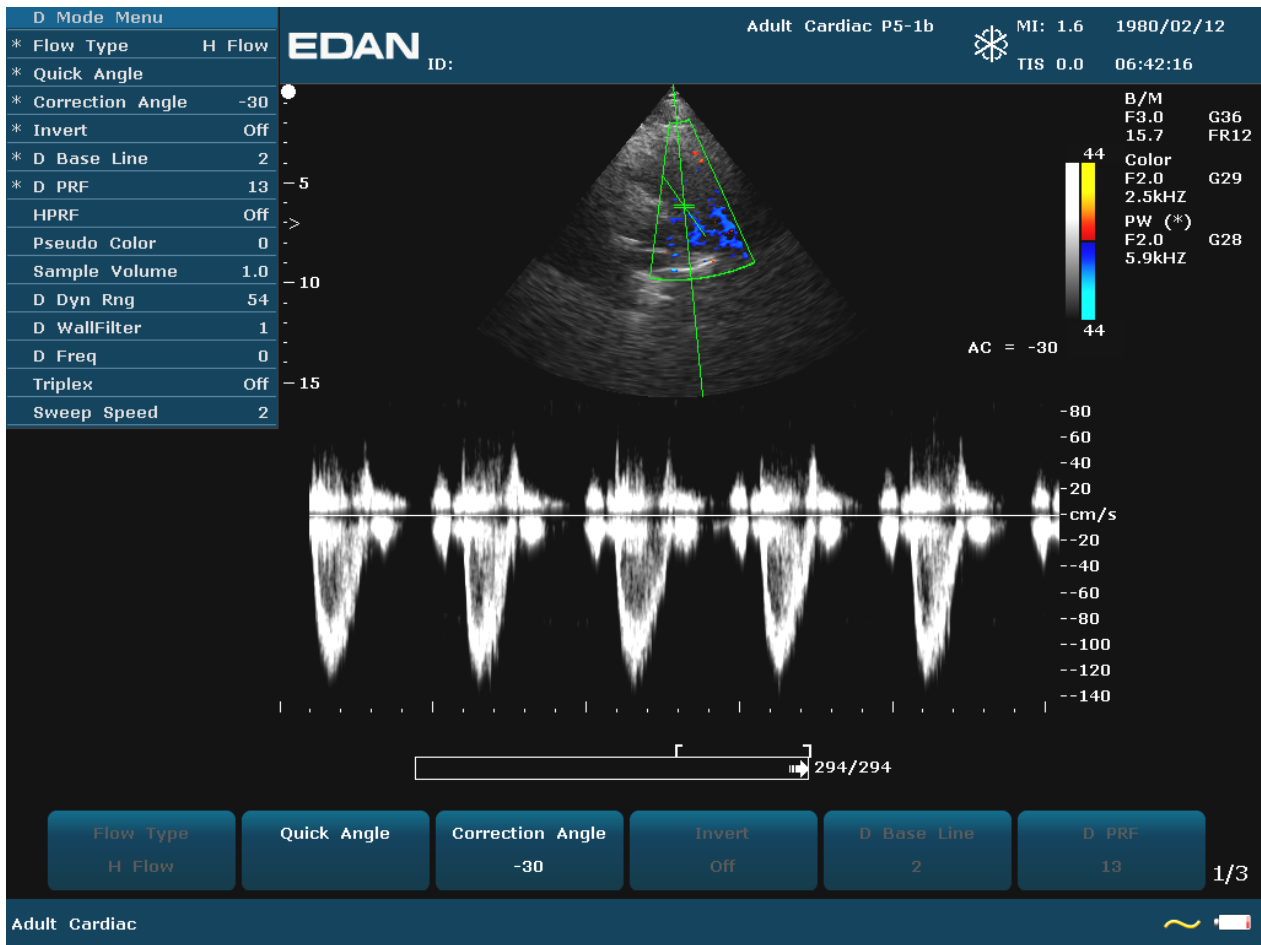 D Mode Menu
* Flow Type H Flow
* Quick Angle
* Correction Angle -30
* Invert Off
* D Base Line 2
* D PRF 13
HPRF Off
Pseudo Color 0
Sample Volume 1.0
D Dyn Rng 54
D WallFilter 1
D Freq 0
Triplex Off
Sweep Speed 2
EDAN
ID:
Adult Cardiac P5-1b
MI: 1.6 1980/02/12
TIS 0.0 06:42:16
B/M
F3.0 G36
15.7 FR12
Color
F2.0 G29
2.5kHZ
PW (*)
F2.0 G28
5.9kHZ
44
44
AC = -30
5
>
10
15
-80
-60
-40
-20
-cm/s
--20
--40
--60
--80
--100
--120
--140
294/294
Flow Type
H Flow
Quick Angle
Correction Angle
-30
Invert
Off
D Base Line
2
D PRF
13
1/3
Adult Cardiac